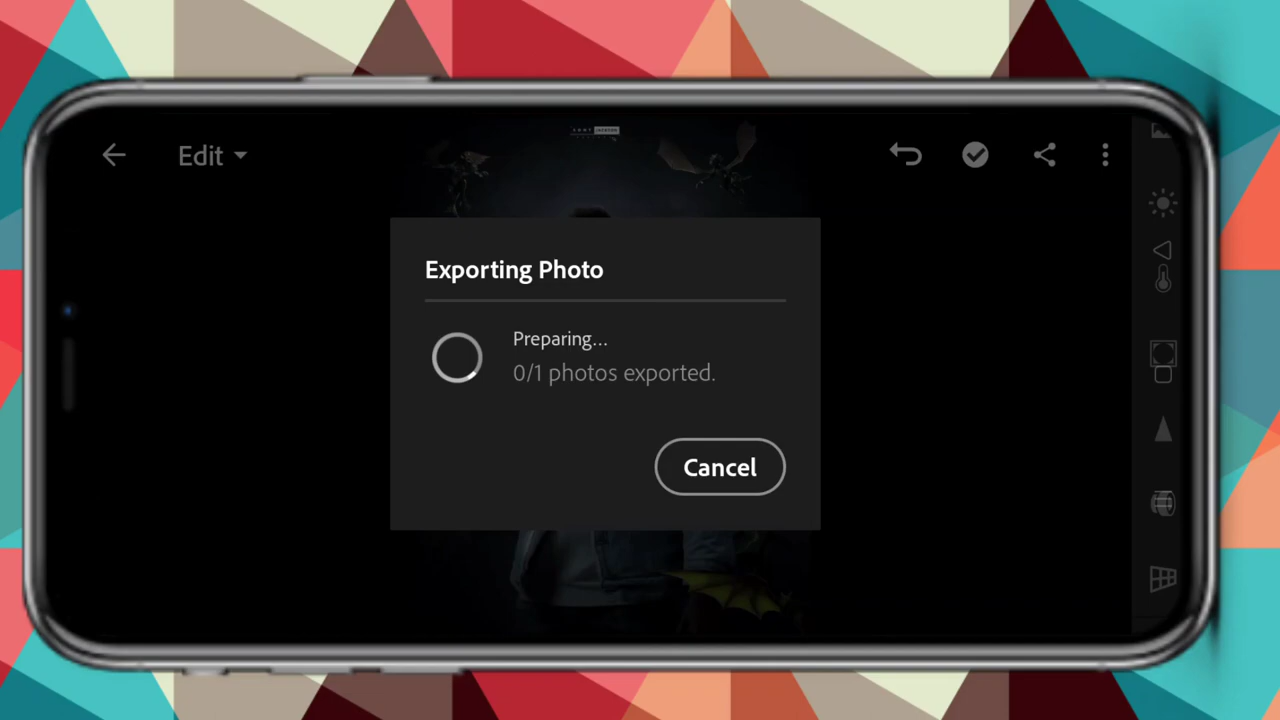 Edit
Exporting Photo
Preparing...
0/1 photos exported.
Cancel